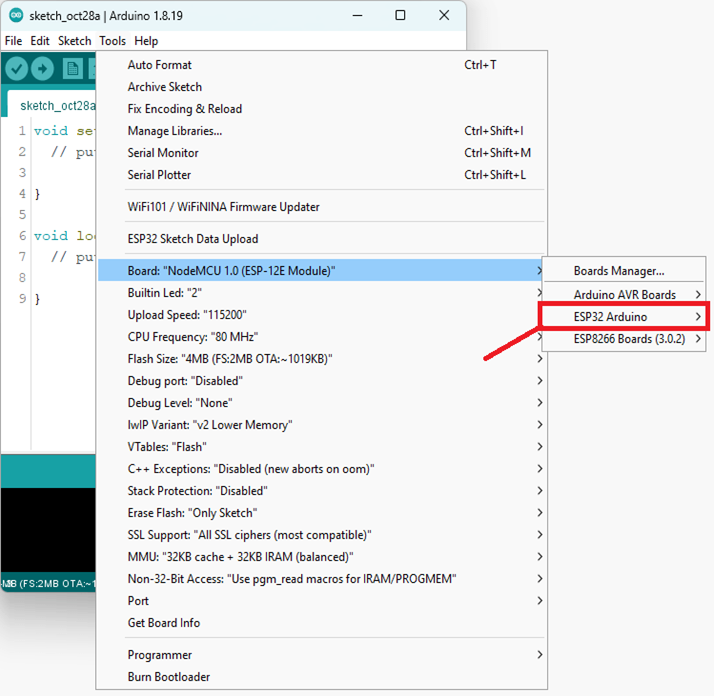 sketch_oct28a | Arduino 1.8.19
File Edit Sketch Tools Help
sketch_oct28a
1 void se
2 // pu
3
4 }
5
6 void lo
7 // pu
8
9 }
MB (FS:2MB OTA:~1
Auto Format Ctrl+T
Archive Sketch
Fix Encoding & Reload
Manage Libraries... Ctrl+Shift+I
Serial Monitor Ctrl+Shift+M
Serial Plotter Ctrl+Shift+L
WiFi101 / WiFiNINA Firmware Updater
ESP32 Sketch Data Upload
Board: "NodeMCU 1.0 (ESP-12E Module)"
Builtin Led: "2"
Upload Speed: "115200"
CPU Frequency: "80 MHz"
Flash Size: "4MB (FS:2MB OTA:~1019KB)"
Debug port: "Disabled"
Debug Level: "None"
IwIP Variant: "v2 Lower Memory"
VTables: "Flash"
C++ Exceptions: "Disabled (new aborts on oom)"
Stack Protection: "Disabled"
Erase Flash: "Only Sketch"
SSL Support: "All SSL ciphers (most compatible)"
MMU: "32KB cache + 32KB IRAM (balanced)"
Non-32-Bit Access: "Use pgm_read macros for IRAM/PROGMEM"
Port
Get Board Info
Programmer
Burn Bootloader
Boards Manager...
Arduino AVR Boards
ESP32 Arduino
ESP8266 Boards (3.0.2)